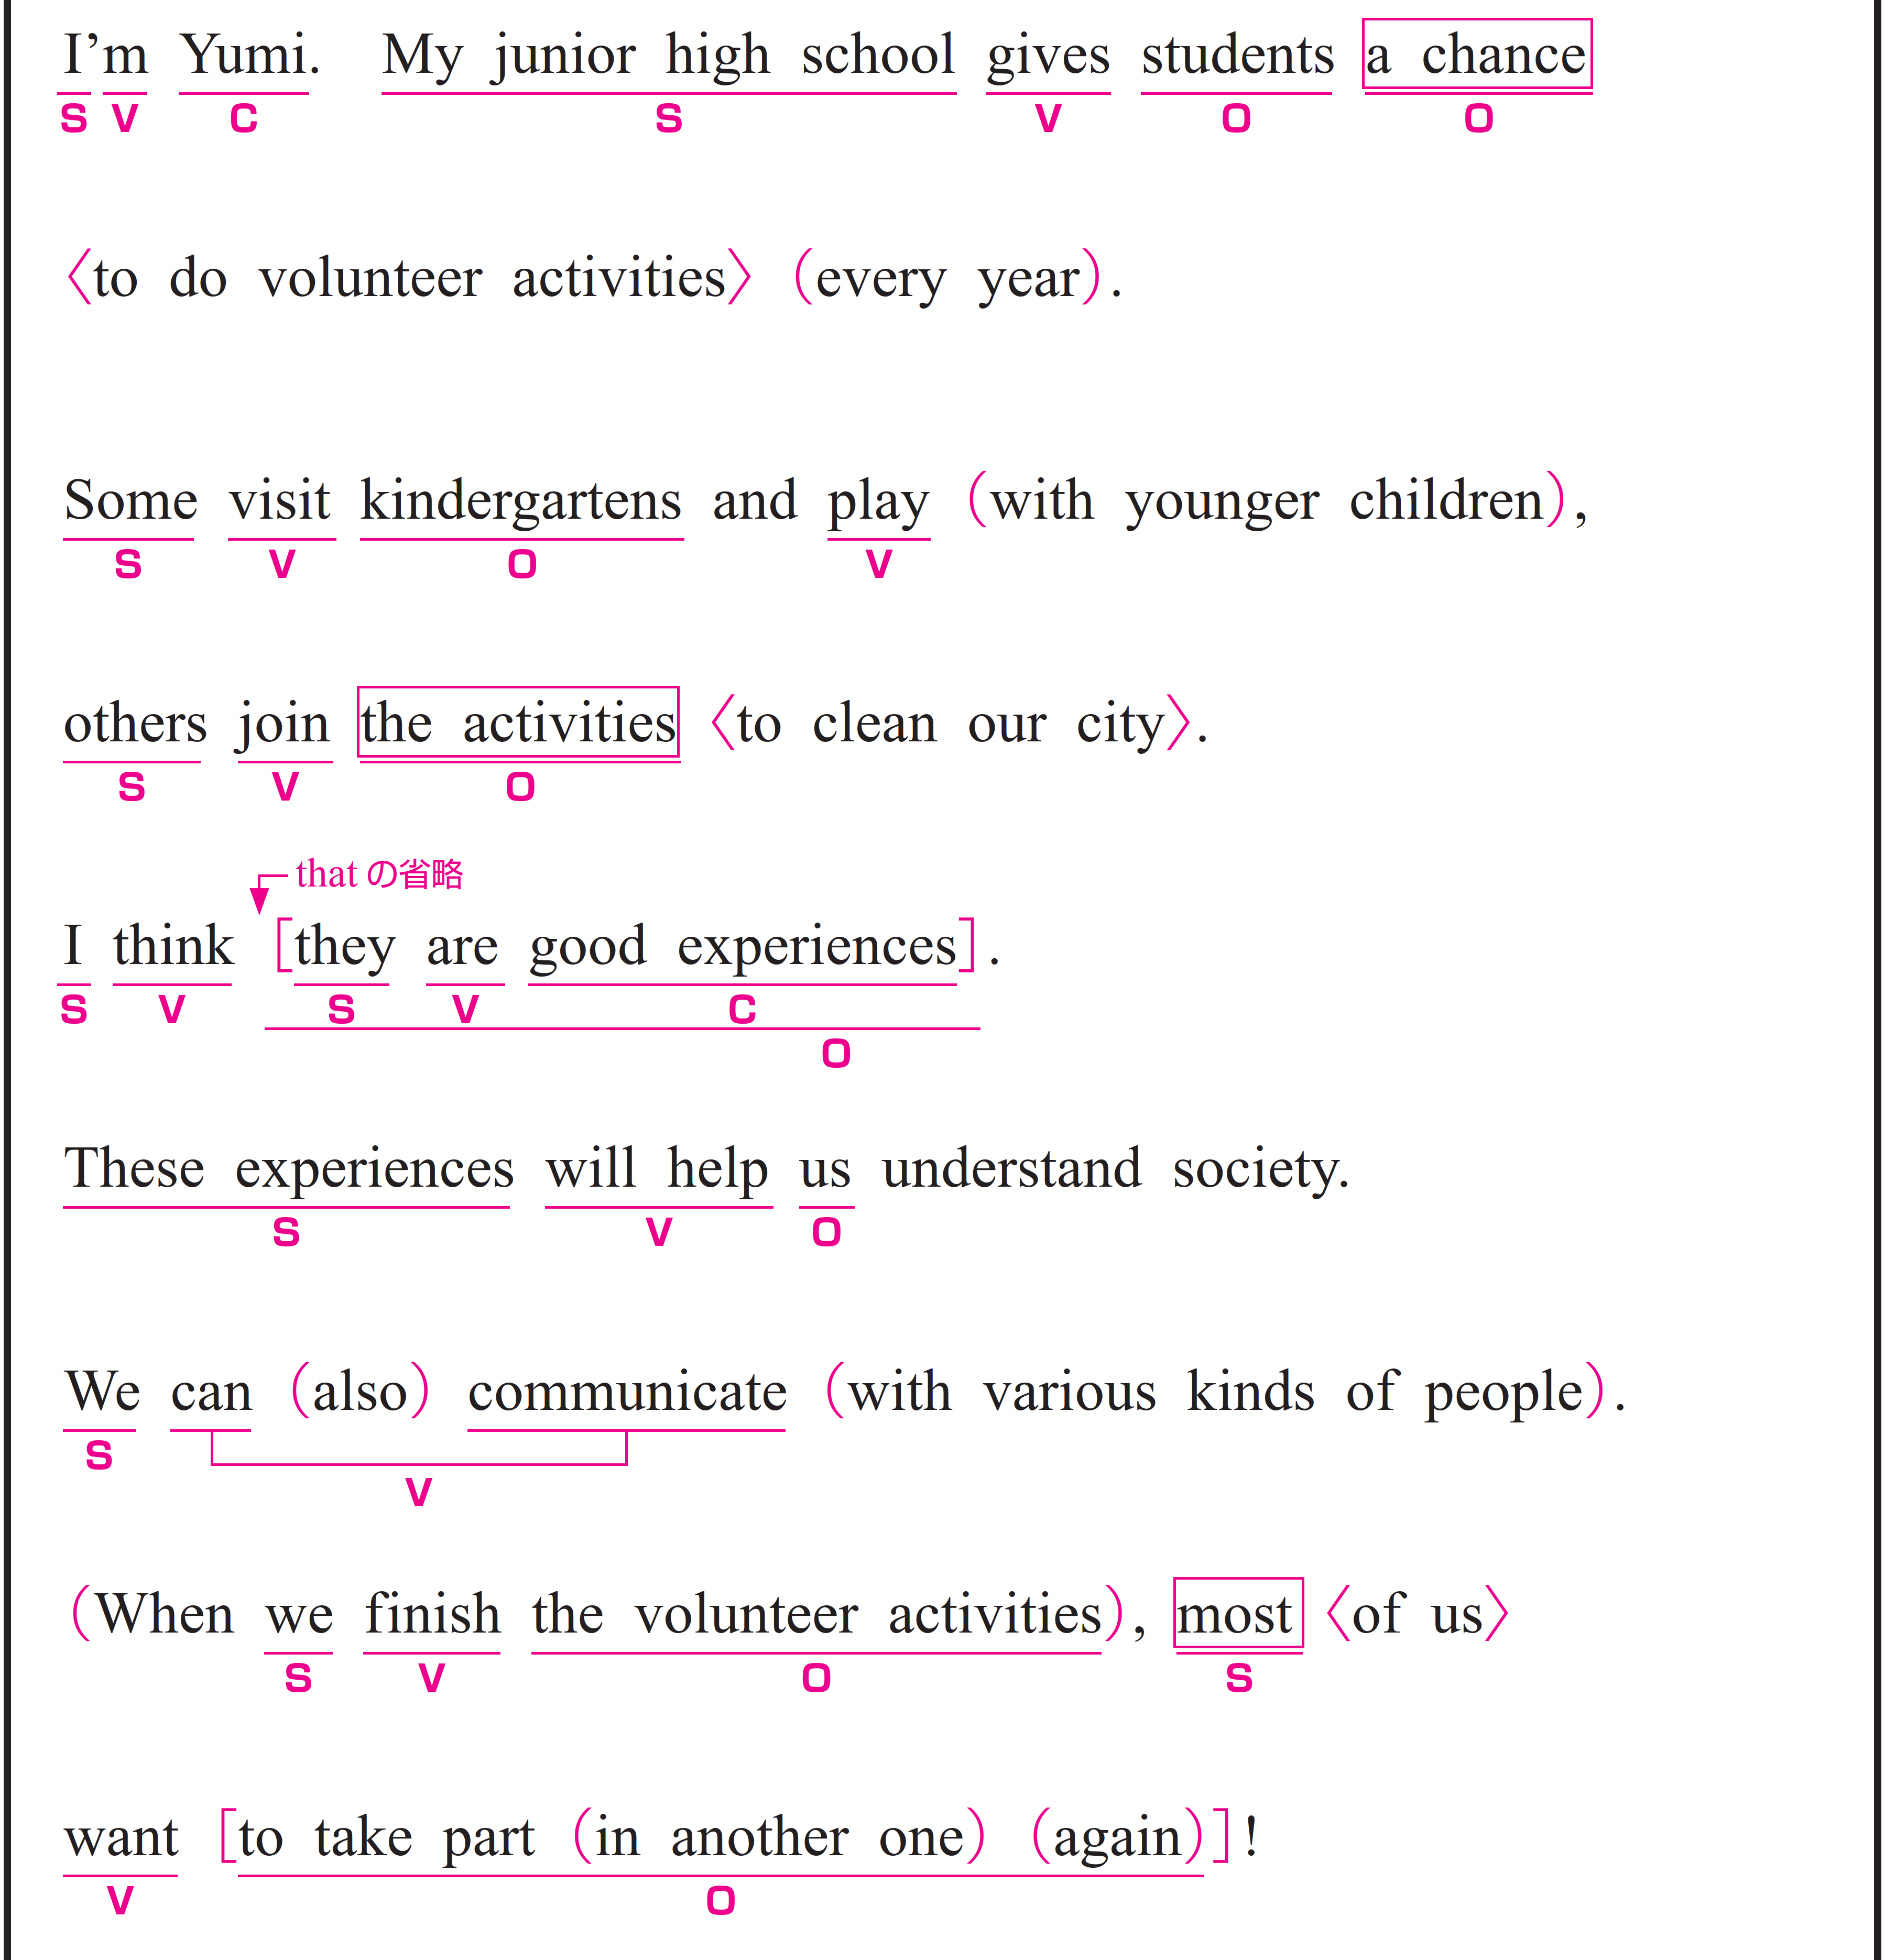 I’m Yumi. My junior high school gives students a chance
S V C S V O O
〈to do volunteer activities〉 (every year).
Some visit kindergartens and play (with younger children),
S V O V
others join the activities 〈to clean our city〉.
S V O
thatの省略
I think [they are good experiences].
S V S V C
O
These experiences will help us understand society.
S V O
We can (also) communicate (with various kinds of people).
S
V
(When we finish the volunteer activities), most 〈of us〉
S V O S
want [to take part (in another one) (again)]!
V O